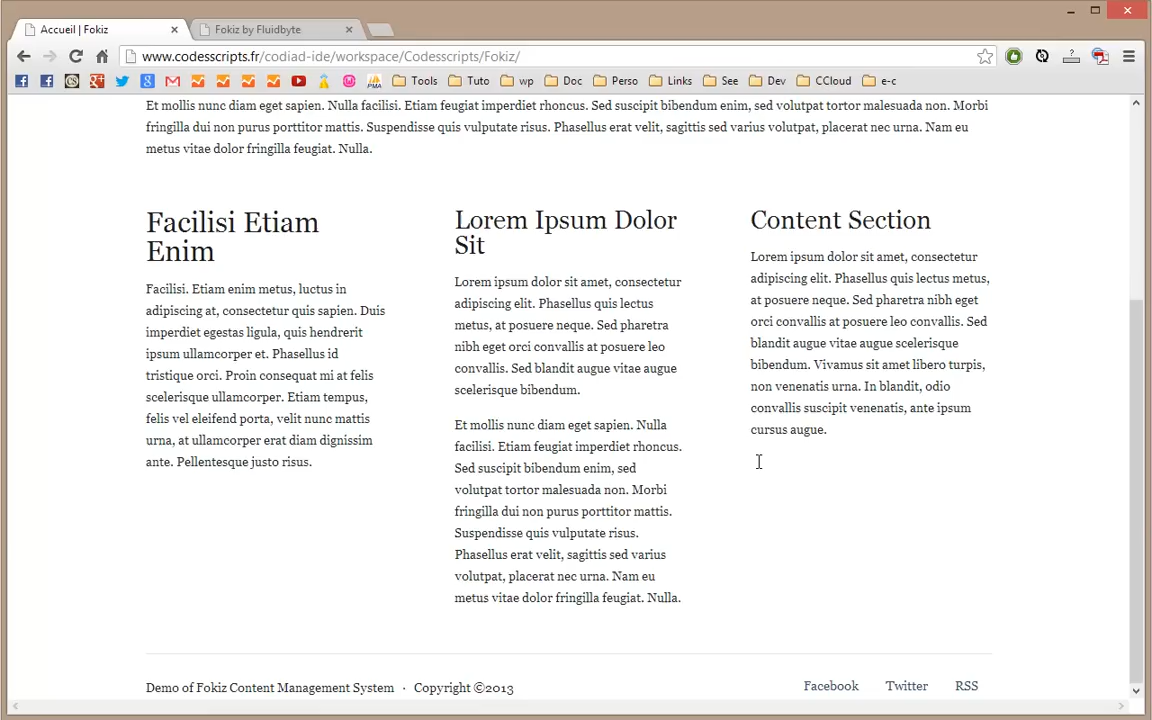 Accueil | Fokiz
Fokiz by Fluidbyte
www.codesscripts.fr/codiad-ide/workspace/Codesscripts/Fokiz/
Tools
Tuto
wp
Doc
Perso
Links
See
Dev
CCloud
e-c
Et mollis nunc diam eget sapien. Nulla facilisi. Etiam feugiat imperdiet rhoncus. Sed suscipit bibendum enim, sed volutpat tortor malesuada non. Morbi
fringilla dui non purus porttitor mattis. Suspendisse quis vulputate risus. Phasellus erat velit, sagittis sed varius volutpat, placerat nec urna. Nam eu
metus vitae dolor fringilla feugiat. Nulla.
Facilisi Etiam
Enim
Facilisi. Etiam enim metus, luctus in
adipiscing at, consectetur quis sapien. Duis
imperdiet egestas ligula, quis hendrerit
ipsum ullamcorper et. Phasellus id
tristique orci. Proin consequat mi at felis
scelerisque ullamcorper. Etiam tempus,
felis vel eleifend porta, velit nunc mattis
urna, at ullamcorper erat diam dignissim
ante. Pellentesque justo risus.
Lorem Ipsum Dolor
Sit
Lorem ipsum dolor sit amet, consectetur
adipiscing elit. Phasellus quis lectus
metus, at posuere neque. Sed pharetra
nibh eget orci convallis at posuere leo
convallis. Sed blandit augue vitae augue
scelerisque bibendum.
Et mollis nunc diam eget sapien. Nulla
facilisi. Etiam feugiat imperdiet rhoncus.
Sed suscipit bibendum enim, sed
volutpat tortor malesuada non. Morbi
fringilla dui non purus porttitor mattis.
Suspendisse quis vulputate risus.
Phasellus erat velit, sagittis sed varius
volutpat, placerat nec urna. Nam eu
metus vitae dolor fringilla feugiat. Nulla.
Content Section
Lorem ipsum dolor sit amet, consectetur
adipiscing elit. Phasellus quis lectus metus,
at posuere neque. Sed pharetra nibh eget
orci convallis at posuere leo convallis. Sed
blandit augue vitae augue scelerisque
bibendum. Vivamus sit amet libero turpis,
non venenatis urna. In blandit, odio
convallis suscipit venenatis, ante ipsum
cursus augue.
Demo of Fokiz Content Management System · Copyright ©2013
Facebook
Twitter
RSS